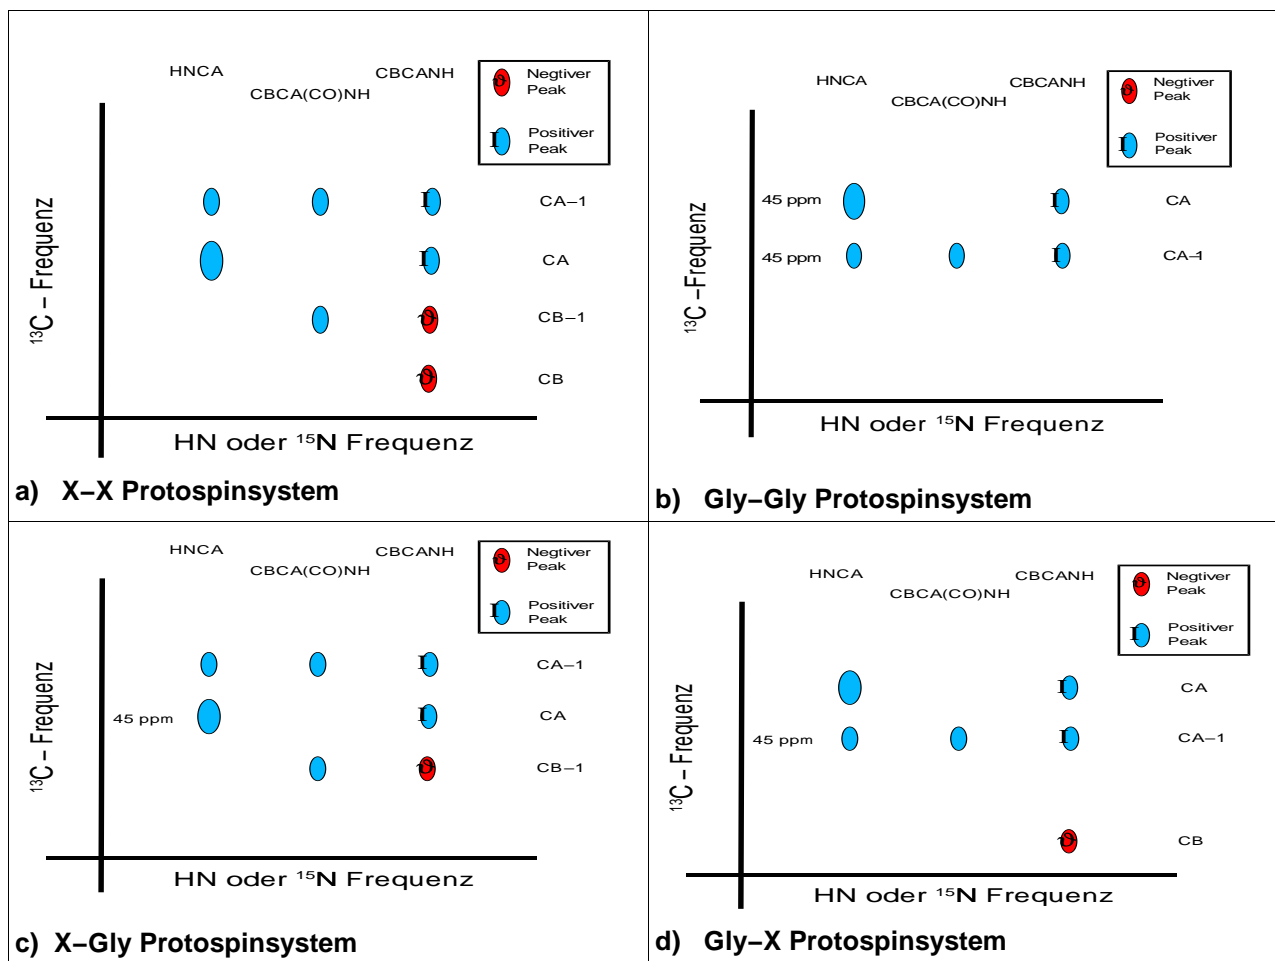 HNCA
CBCA(CO)NH
CBCANH
ϑ Negtiver
Peak
I Positiver
Peak
¹³C – Frequenz
I CA–1
I CA
ϑ CB–1
ϑ CB
HN oder ¹⁵N Frequenz
a) X–X Protospinsystem
HNCA
CBCA(CO)NH
CBCANH
ϑ Negtiver
Peak
I Positiver
Peak
¹³C –Frequenz
45 ppm I CA
45 ppm I CA–1
HN oder ¹⁵N Frequenz
b) Gly–Gly Protospinsystem
HNCA
CBCA(CO)NH
CBCANH
ϑ Negtiver
Peak
I Positiver
Peak
¹³C – Frequenz
I CA–1
45 ppm I CA
ϑ CB–1
HN oder ¹⁵N Frequenz
c) X–Gly Protospinsystem
HNCA
CBCA(CO)NH
CBCANH
ϑ Negtiver
Peak
I Positiver
Peak
¹³C – Frequenz
I CA
45 ppm I CA–1
ϑ CB
HN oder ¹⁵N Frequenz
d) Gly–X Protospinsystem